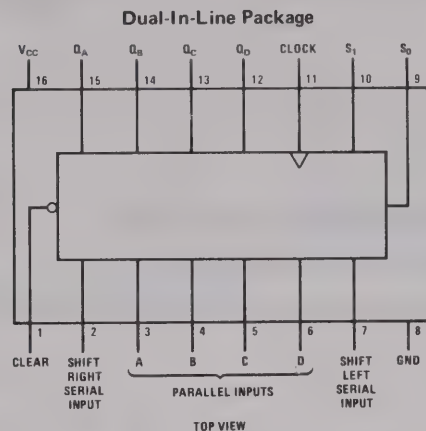 Dual-In-Line Package
VCC QA QB QC QD CLOCK S1 S0
16 15 14 13 12 11 10 9
1 2 3 4 5 6 7 8
CLEAR SHIFT RIGHT SERIAL INPUT A B C D SHIFT LEFT SERIAL INPUT GND
PARALLEL INPUTS
TOP VIEW